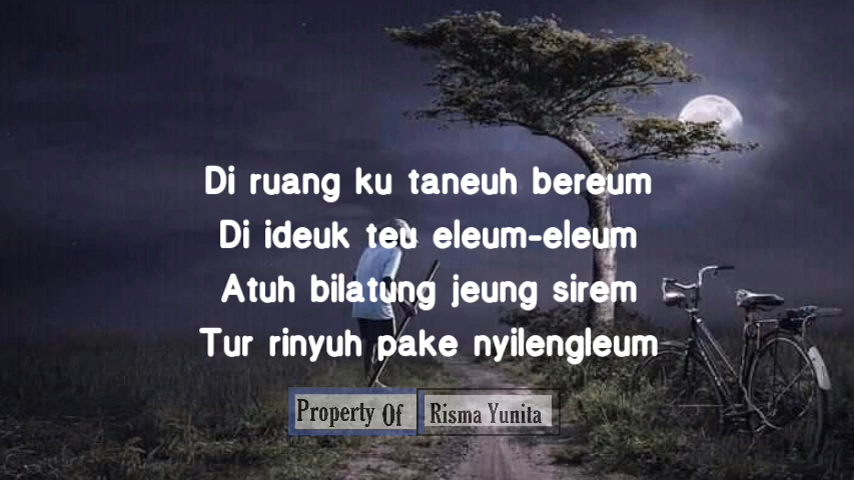 Di ruang ku taneuh bereum
Di ideuk teu eleum-eleum
Atuh bilatung jeung sirem
Tur rinyuh pake nyilengleum
Property Of Risma Yunita